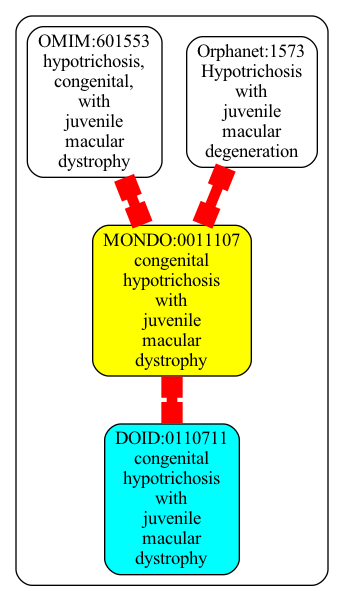 OMIM:601553
hypotrichosis,
congenital,
with
juvenile
macular
dystrophy
Orphanet:1573
Hypotrichosis
with
juvenile
macular
degeneration
MONDO:0011107
congenital
hypotrichosis
with
juvenile
macular
dystrophy
DOID:0110711
congenital
hypotrichosis
with
juvenile
macular
dystrophy